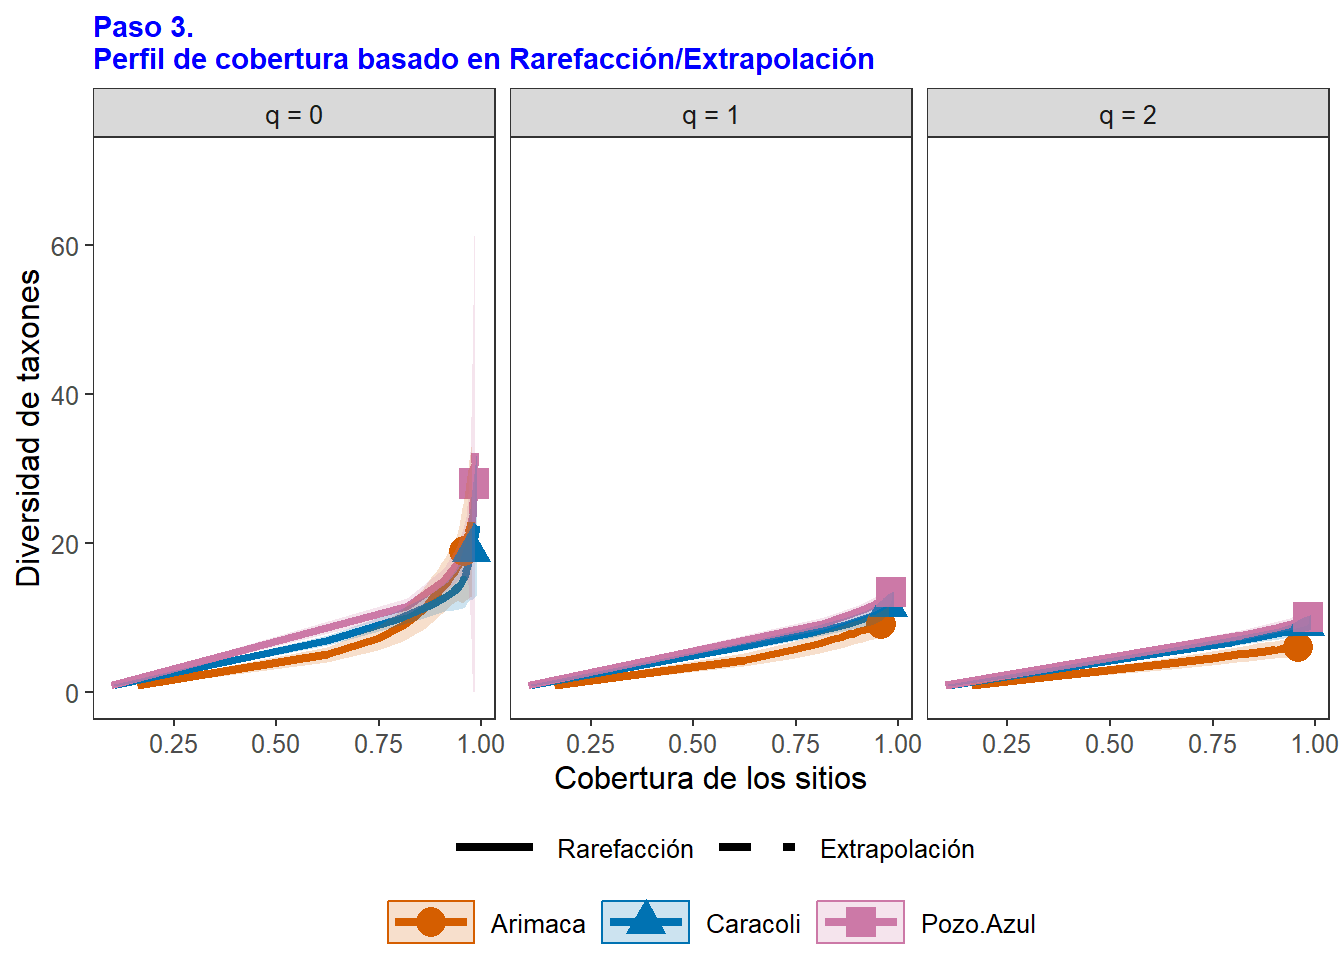 Paso 3.
Perfil de cobertura basado en Rarefacción/Extrapolación
q = 0
q = 1
q = 2
Diversidad de taxones
60
40
20
0
0.25 0.50 0.75 1.00
0.25 0.50 0.75 1.00
0.25 0.50 0.75 1.00
Cobertura de los sitios
Rarefacción Extrapolación
Arimaca Caracoli Pozo.Azul